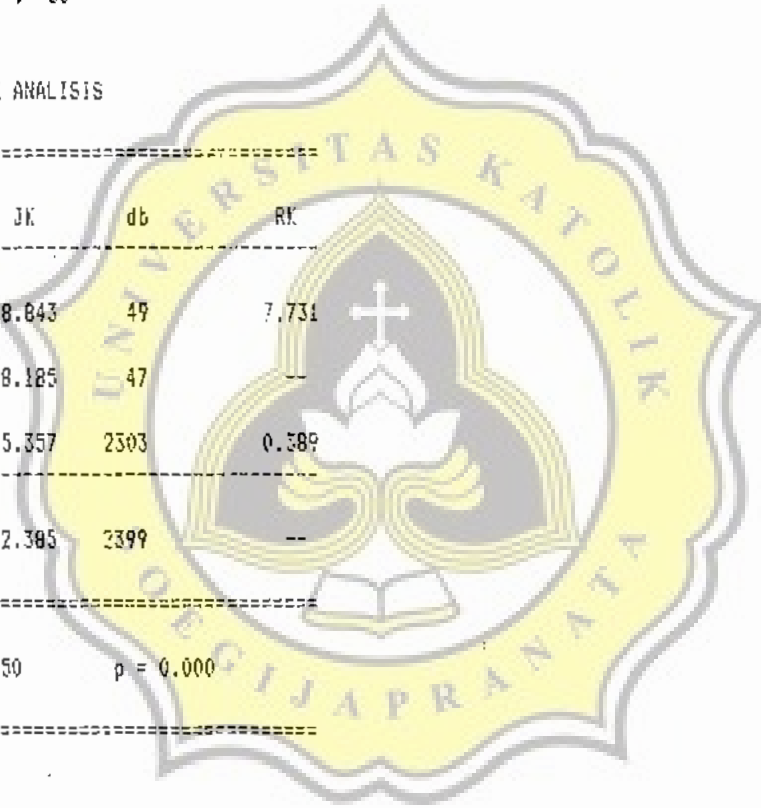 ANALISIS
JK db RK
8.843 49 7.731
8.185 47 --
5.357 2303 0.389
2.385 2399 --
50 p = 0.000
UNIVERSITAS KATOLIK
SOEGIJAPRANATA